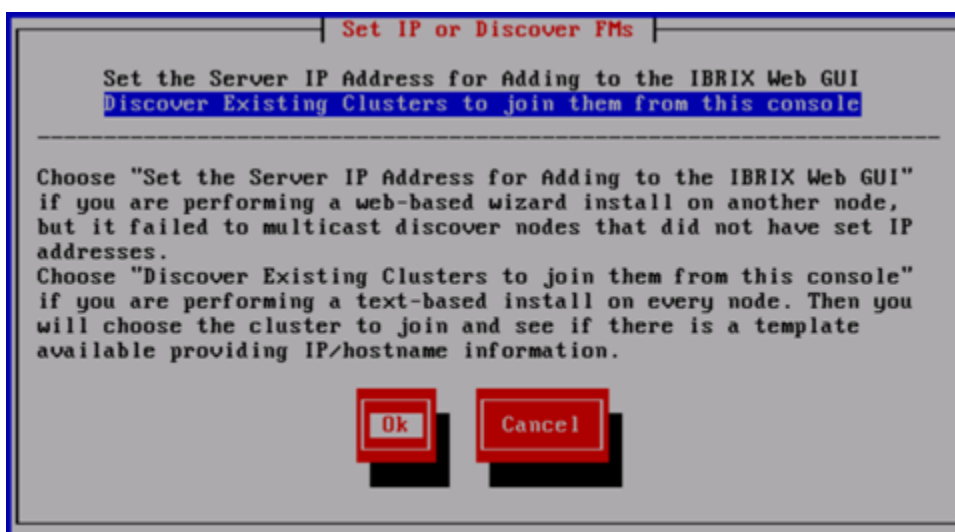 Set IP or Discover FMs
Set the Server IP Address for Adding to the IBRIX Web GUI
Discover Existing Clusters to join them from this console
Choose "Set the Server IP Address for Adding to the IBRIX Web GUI"
if you are performing a web-based wizard install on another node,
but it failed to multicast discover nodes that did not have set IP
addresses.
Choose "Discover Existing Clusters to join them from this console"
if you are performing a text-based install on every node. Then you
will choose the cluster to join and see if there is a template
available providing IP/hostname information.
Ok Cancel